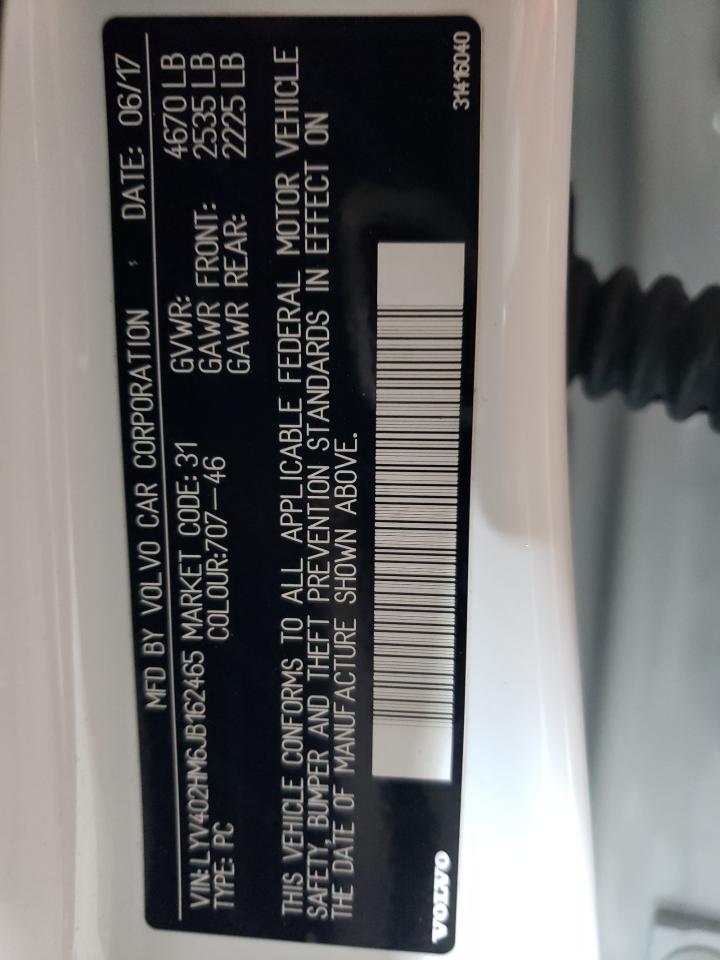 MFD BY VOLVO CAR CORPORATION , DATE: 06/17
VIN: LYV402HM6JB162465 MARKET CODE: 31 GVWR: 4670 LB
TYPE: PC COLOUR:707-46 GAWR FRONT: 2535 LB
GAWR REAR: 2225 LB
THIS VEHICLE CONFORMS TO ALL APPLICABLE FEDERAL MOTOR VEHICLE
SAFETY, BUMPER AND THEFT PREVENTION STANDARDS IN EFFECT ON
THE DATE OF MANUFACTURE SHOWN ABOVE.
VOLVO 31416040